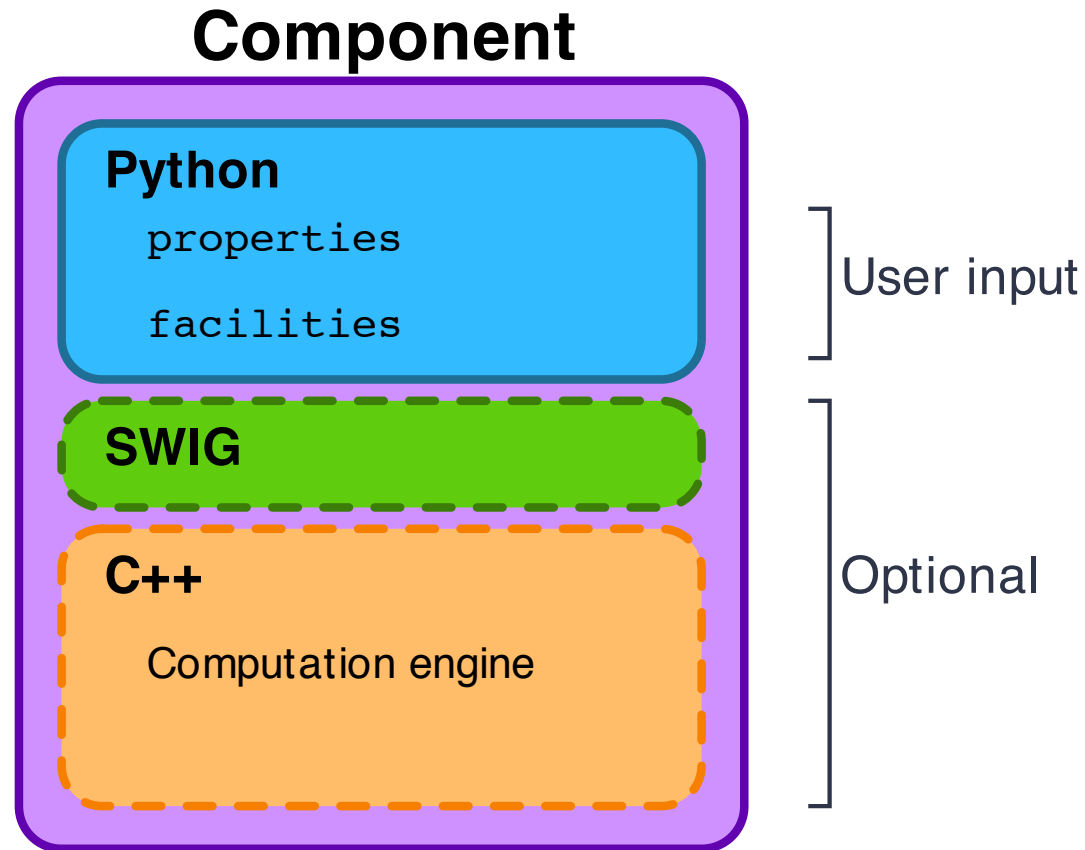 Component
Python
properties
facilities
User input
SWIG
C++
Computation engine
Optional